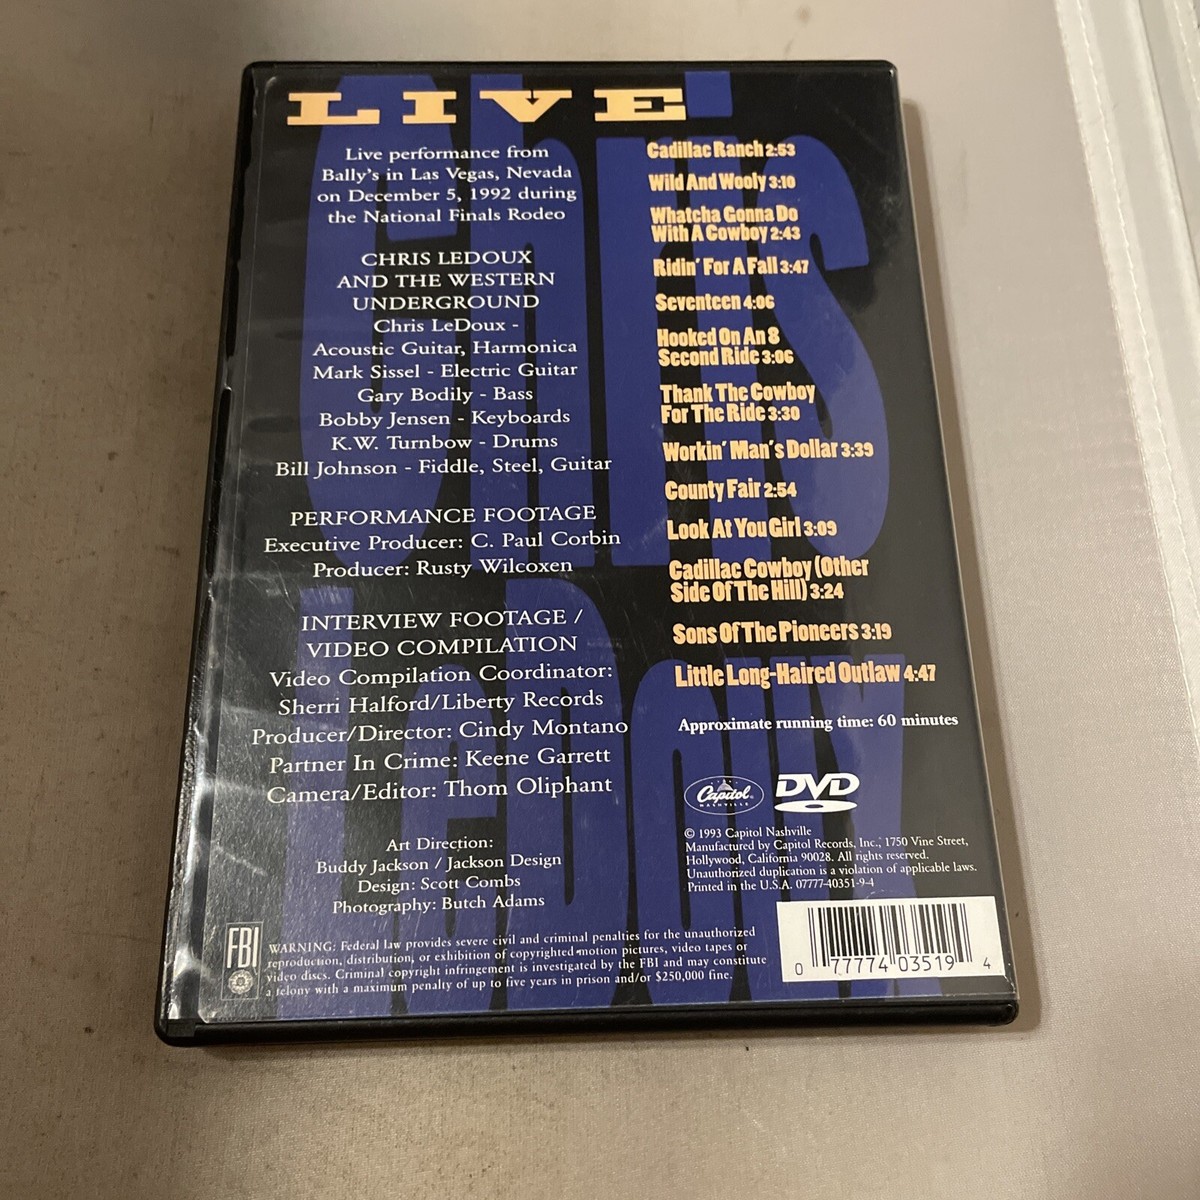 LIVE
Live performance from
Bally's in Las Vegas, Nevada
on December 5, 1992 during
the National Finals Rodeo
CHRIS LEDOUX
AND THE WESTERN
UNDERGROUND
Chris LeDoux -
Acoustic Guitar, Harmonica
Mark Sissel - Electric Guitar
Gary Bodily - Bass
Bobby Jensen - Keyboards
K.W. Turnbow - Drums
Bill Johnson - Fiddle, Steel, Guitar
PERFORMANCE FOOTAGE
Executive Producer: C. Paul Corbin
Producer: Rusty Wilcoxen
INTERVIEW FOOTAGE /
VIDEO COMPILATION
Video Compilation Coordinator:
Sherri Halford/Liberty Records
Producer/Director: Cindy Montano
Partner In Crime: Keene Garrett
Camera/Editor: Thom Oliphant
Art Direction:
Buddy Jackson / Jackson Design
Design: Scott Combs
Photography: Butch Adams
Cadillac Ranch 2:53
Wild And Wooly 3:10
Whatcha Gonna Do
With A Cowboy 2:43
Ridin' For A Fall 3:47
Seventeen 4:06
Hooked On An 8
Second Ride 3:06
Thank The Cowboy
For The Ride 3:30
Workin' Man's Dollar 3:39
County Fair 2:54
Look At You Girl 3:09
Cadillac Cowboy (Other
Side Of The Hill) 3:24
Sons Of The Pioneers 3:19
Little Long-Haired Outlaw 4:47
Approximate running time: 60 minutes
Capitol
NASHVILLE
DVD
© 1993 Capitol Nashville
Manufactured by Capitol Records, Inc., 1750 Vine Street,
Hollywood, California 90028. All rights reserved.
Unauthorized duplication is a violation of applicable laws.
Printed in the U.S.A. 07777-40351-9-4
FBI
WARNING: Federal law provides severe civil and criminal penalties for the unauthorized
reproduction, distribution, or exhibition of copyrighted motion pictures, video tapes or
video discs. Criminal copyright infringement is investigated by the FBI and may constitute
a felony with a maximum penalty of up to five years in prison and/or $250,000 fine.
0 77774 03519 4
Chris
LeDoux